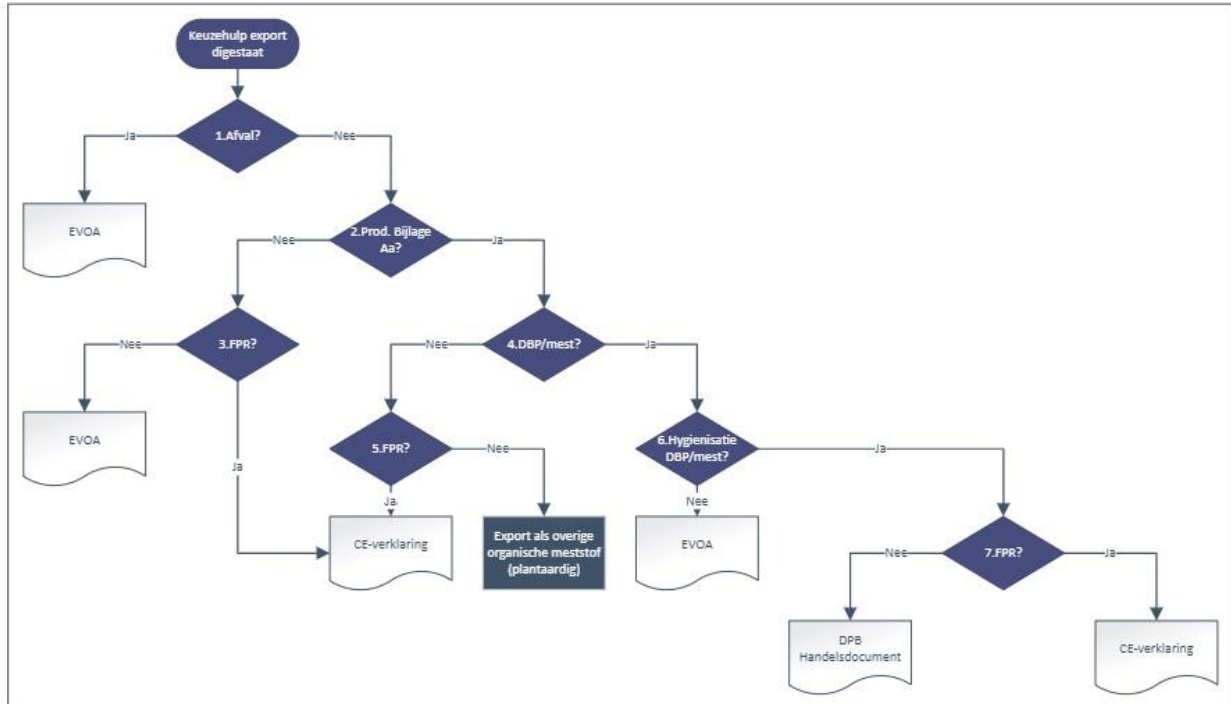 Keuzehulp export
digestaat
1.Afval?
Ja
Nee
EVOA
2.Prod. Bijlage
Aa?
Nee
Ja
3.FPR?
Nee
Ja
EVOA
4.DBP/mest?
Nee
Ja
5.FPR?
Nee
Ja
CE-verklaring
Export als overige
organische meststof
(plantaardig)
6.Hygienisatie
DBP/mest?
Ja
Nee
EVOA
7.FPR?
Nee
Ja
DPB
Handelsdocument
CE-verklaring